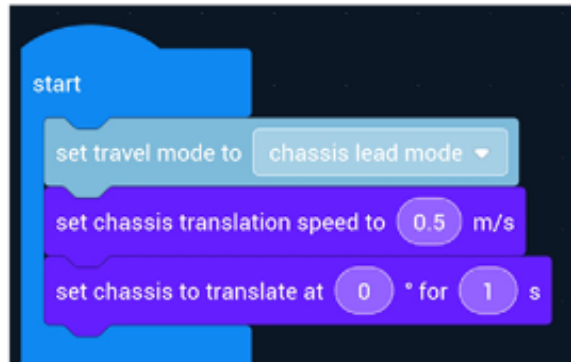 start
set travel mode to chassis lead mode
set chassis translation speed to 0.5 m/s
set chassis to translate at 0 ° for 1 s